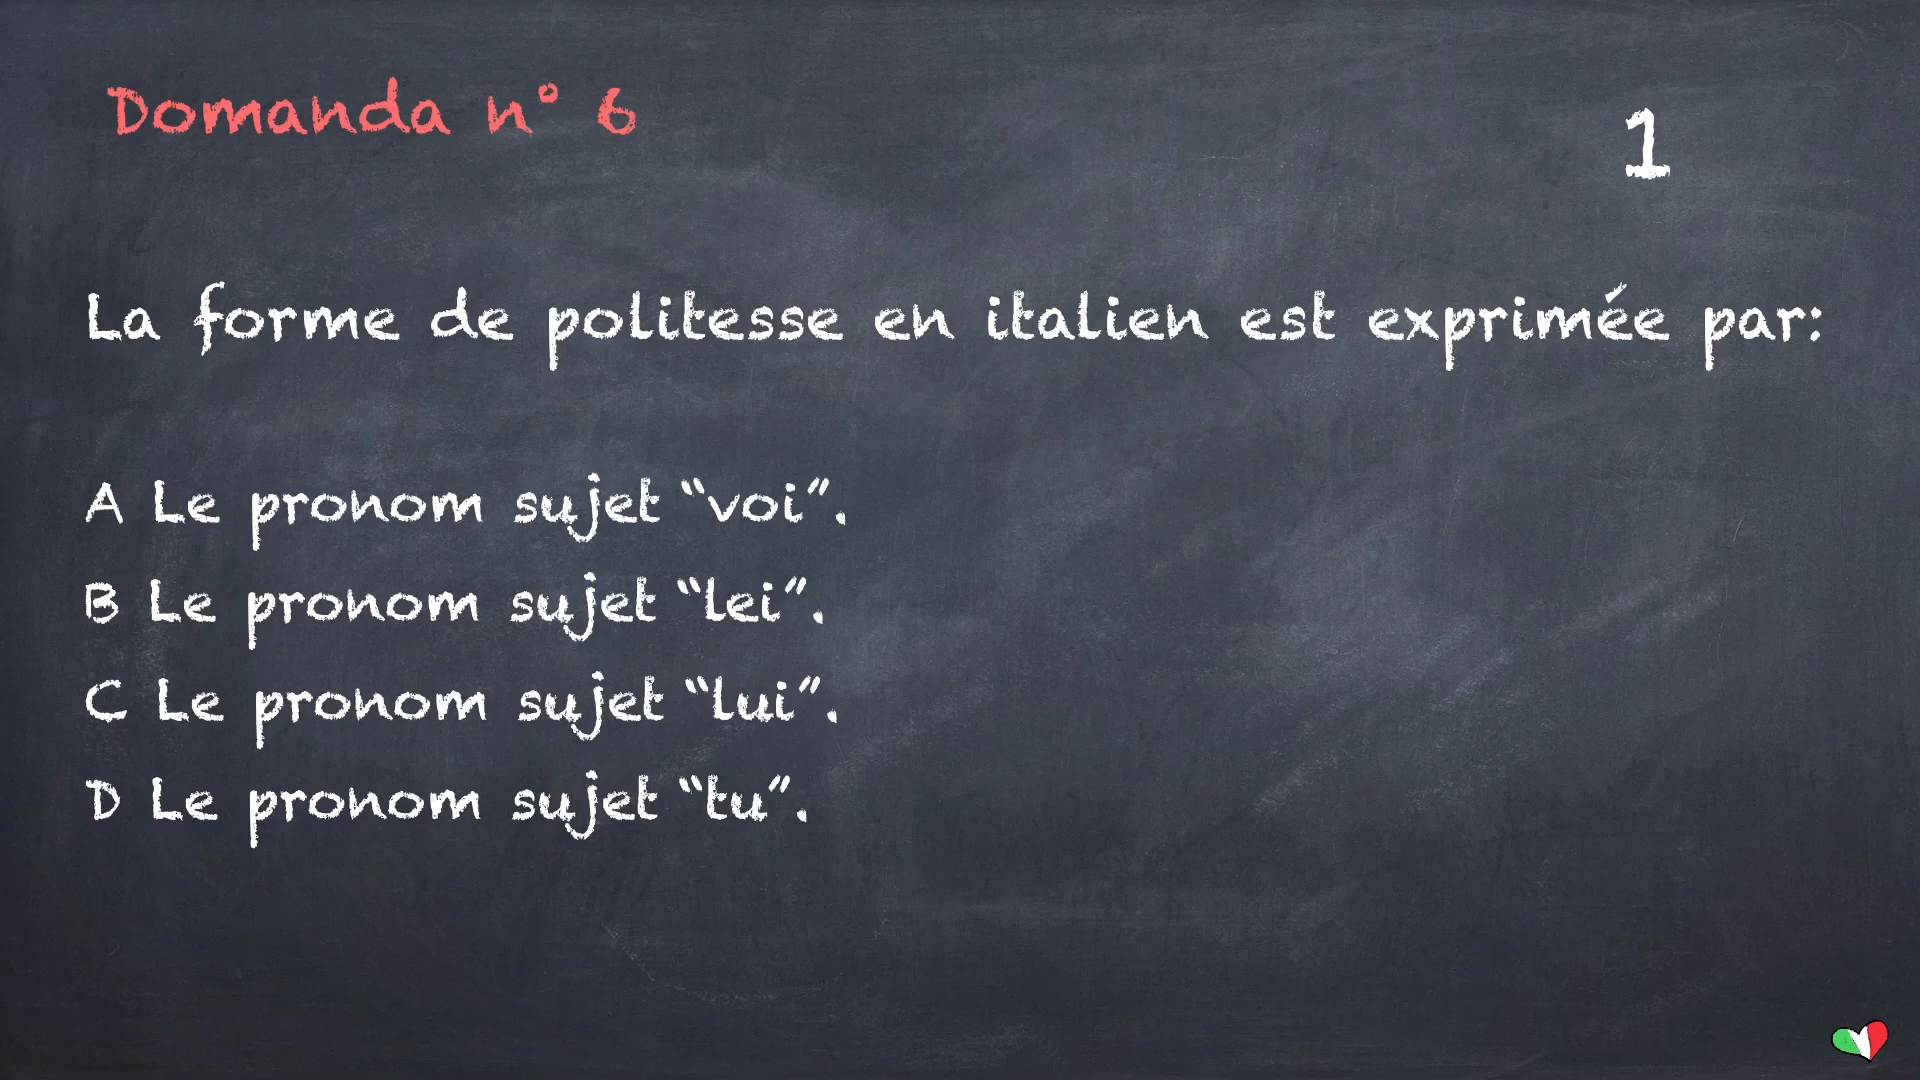 Domanda n° 6
1
La forme de politesse en italien est exprimée par:
A Le pronom sujet “voi”.
B Le pronom sujet “lei”.
C Le pronom sujet “lui”.
D Le pronom sujet “tu”.